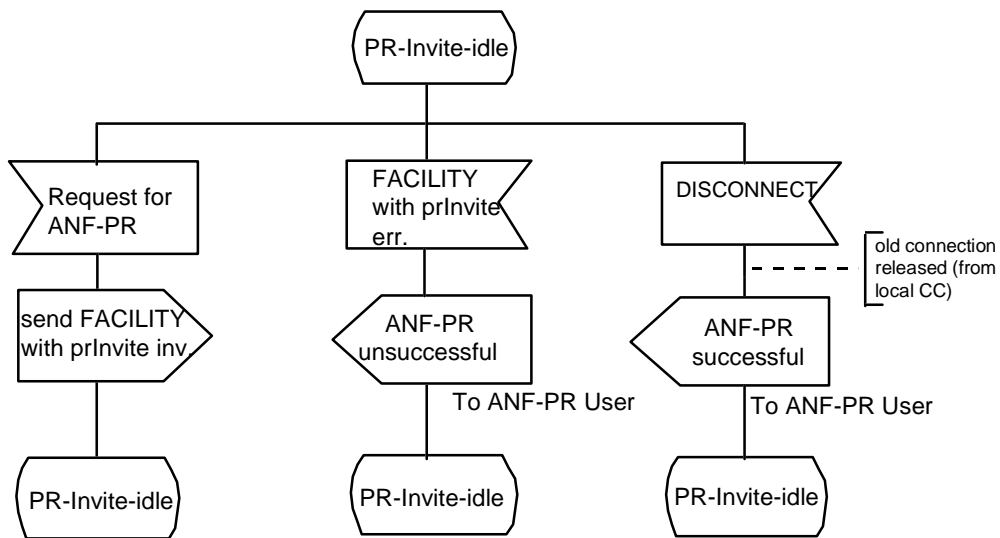 PR-Invite-idle
Request for
ANF-PR
FACILITY
with prInvite
err.
DISCONNECT
old connection
released (from
local CC)
send FACILITY
with prInvite inv.
ANF-PR
unsuccessful
To ANF-PR User
ANF-PR
successful
To ANF-PR User
PR-Invite-idle
PR-Invite-idle
PR-Invite-idle